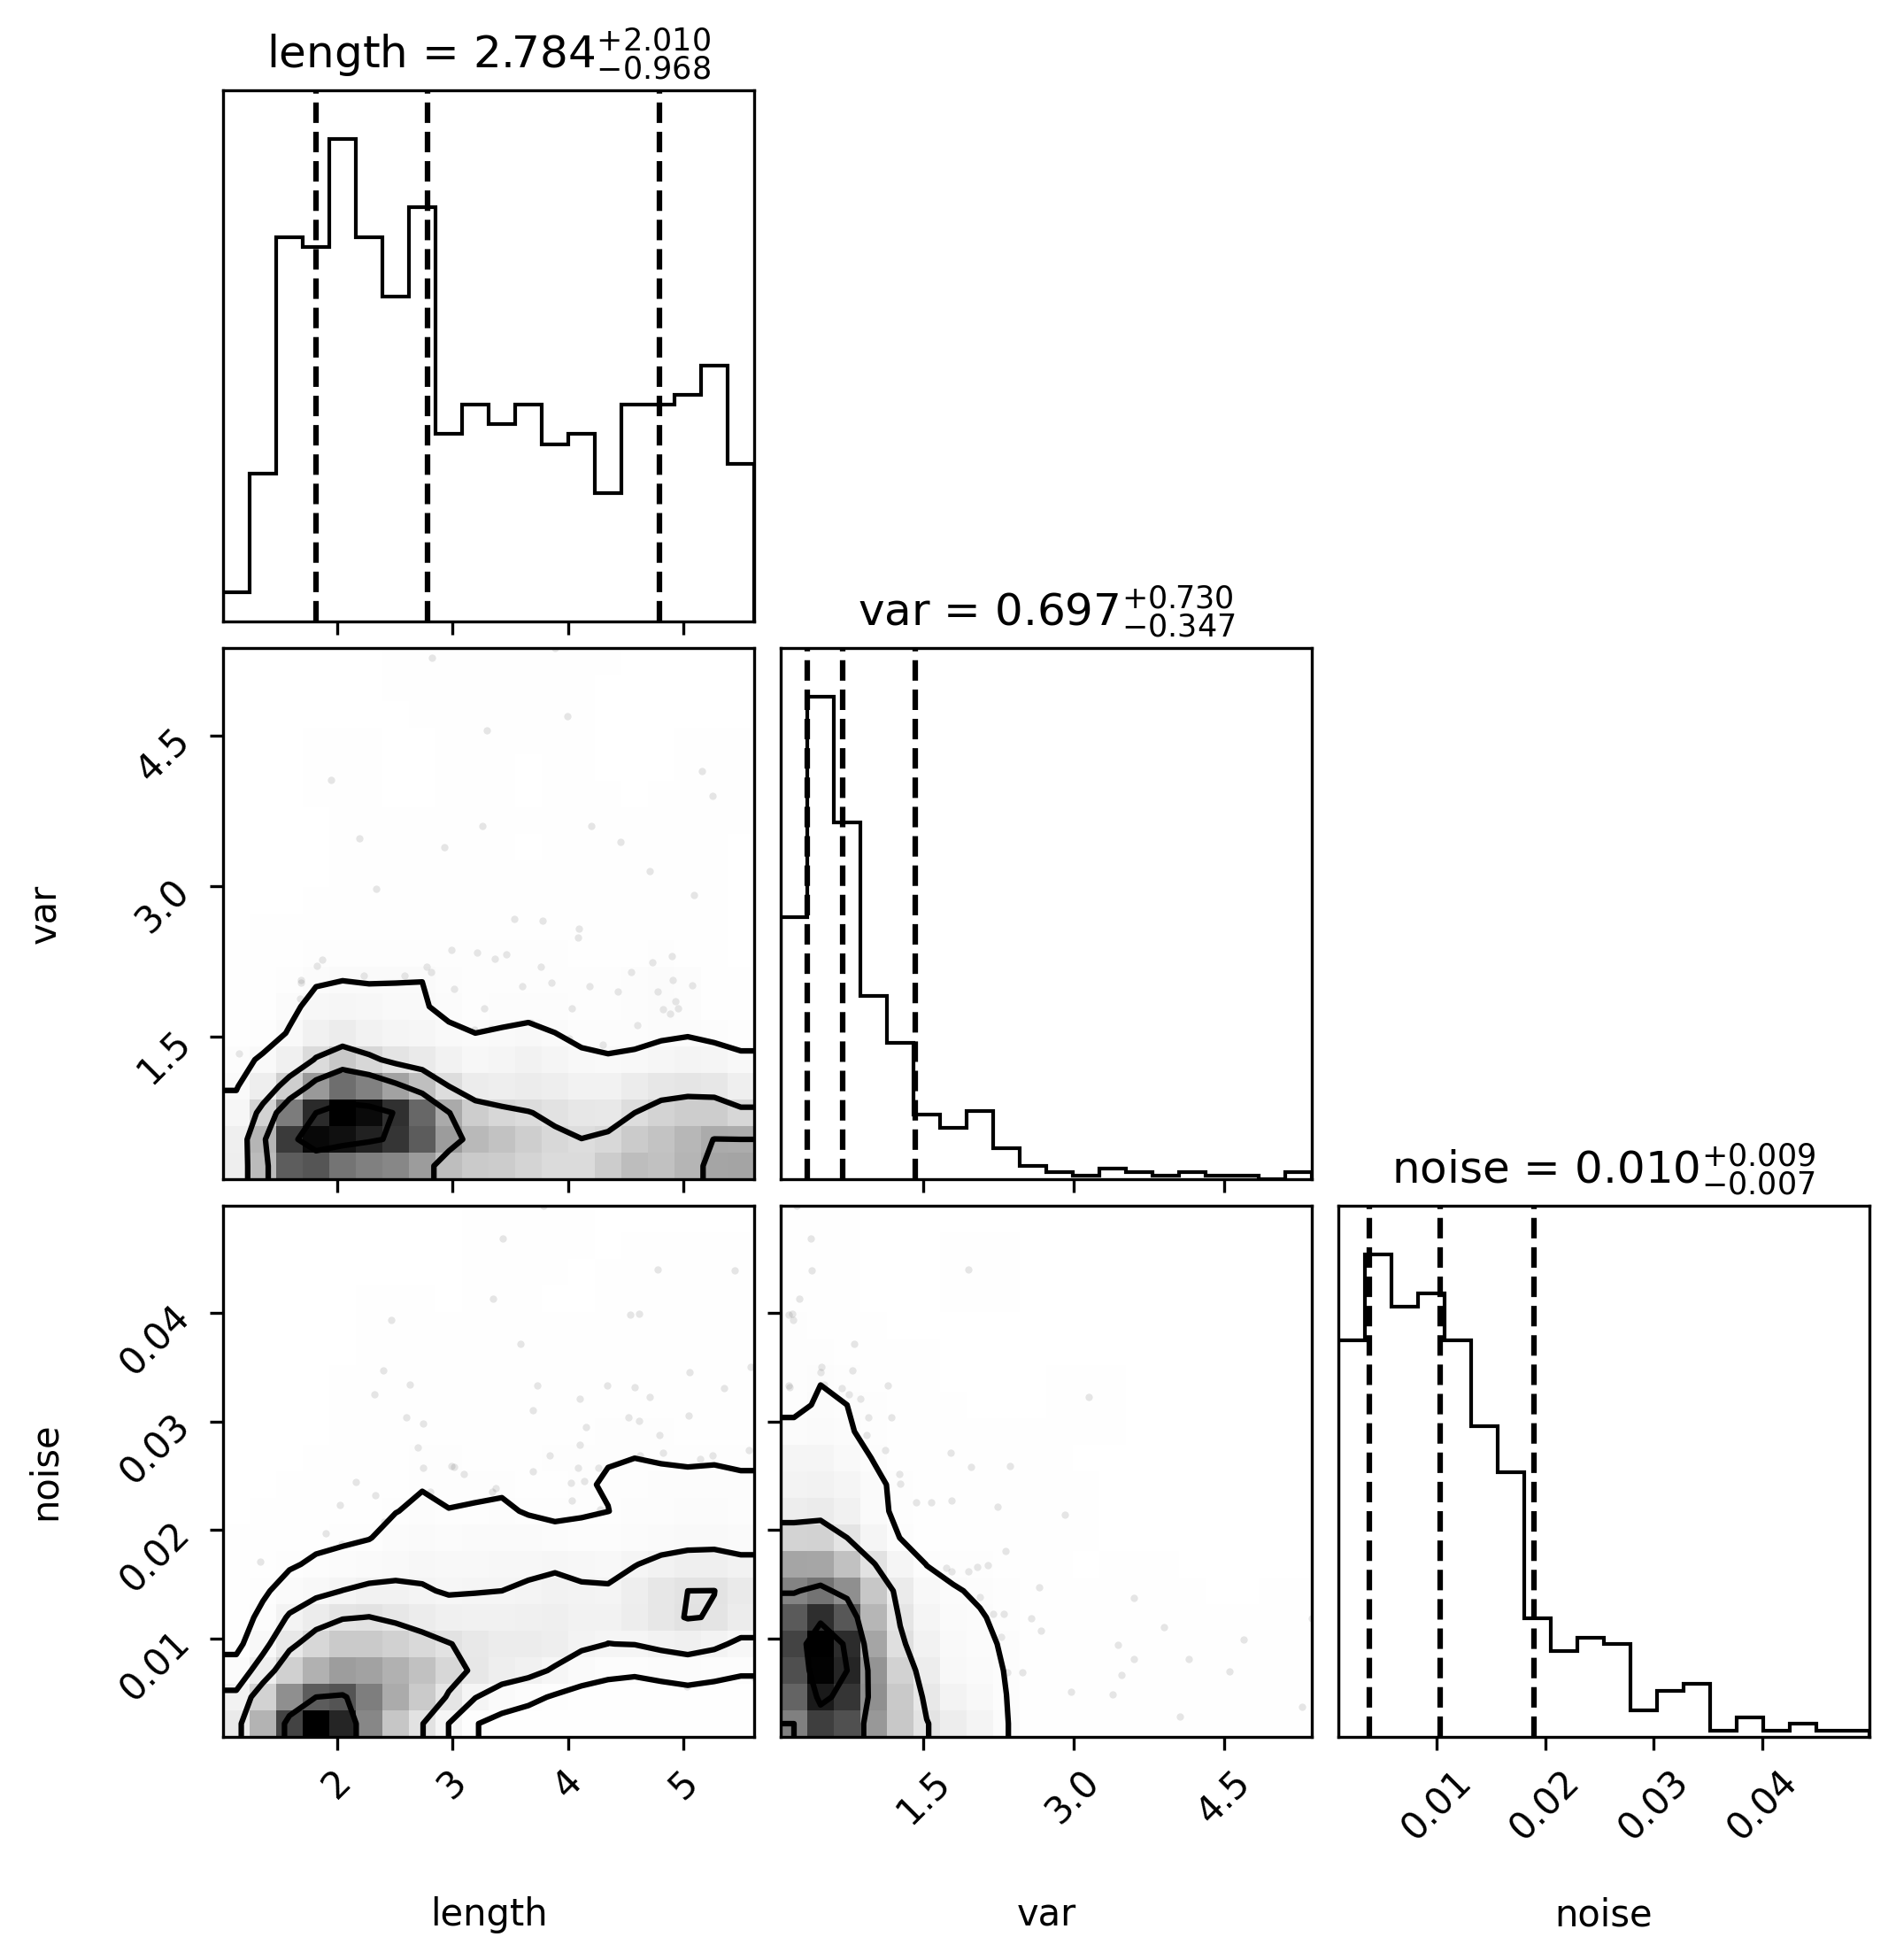 length = 2.784 +2.010 −0.968
var = 0.697 +0.730 −0.347
4.5
3.0
1.5
var
noise = 0.010 +0.009 −0.007
0.04
0.03
0.02
0.01
noise
2 3 4 5
1.5 3.0 4.5
0.01 0.02 0.03 0.04
length
var
noise